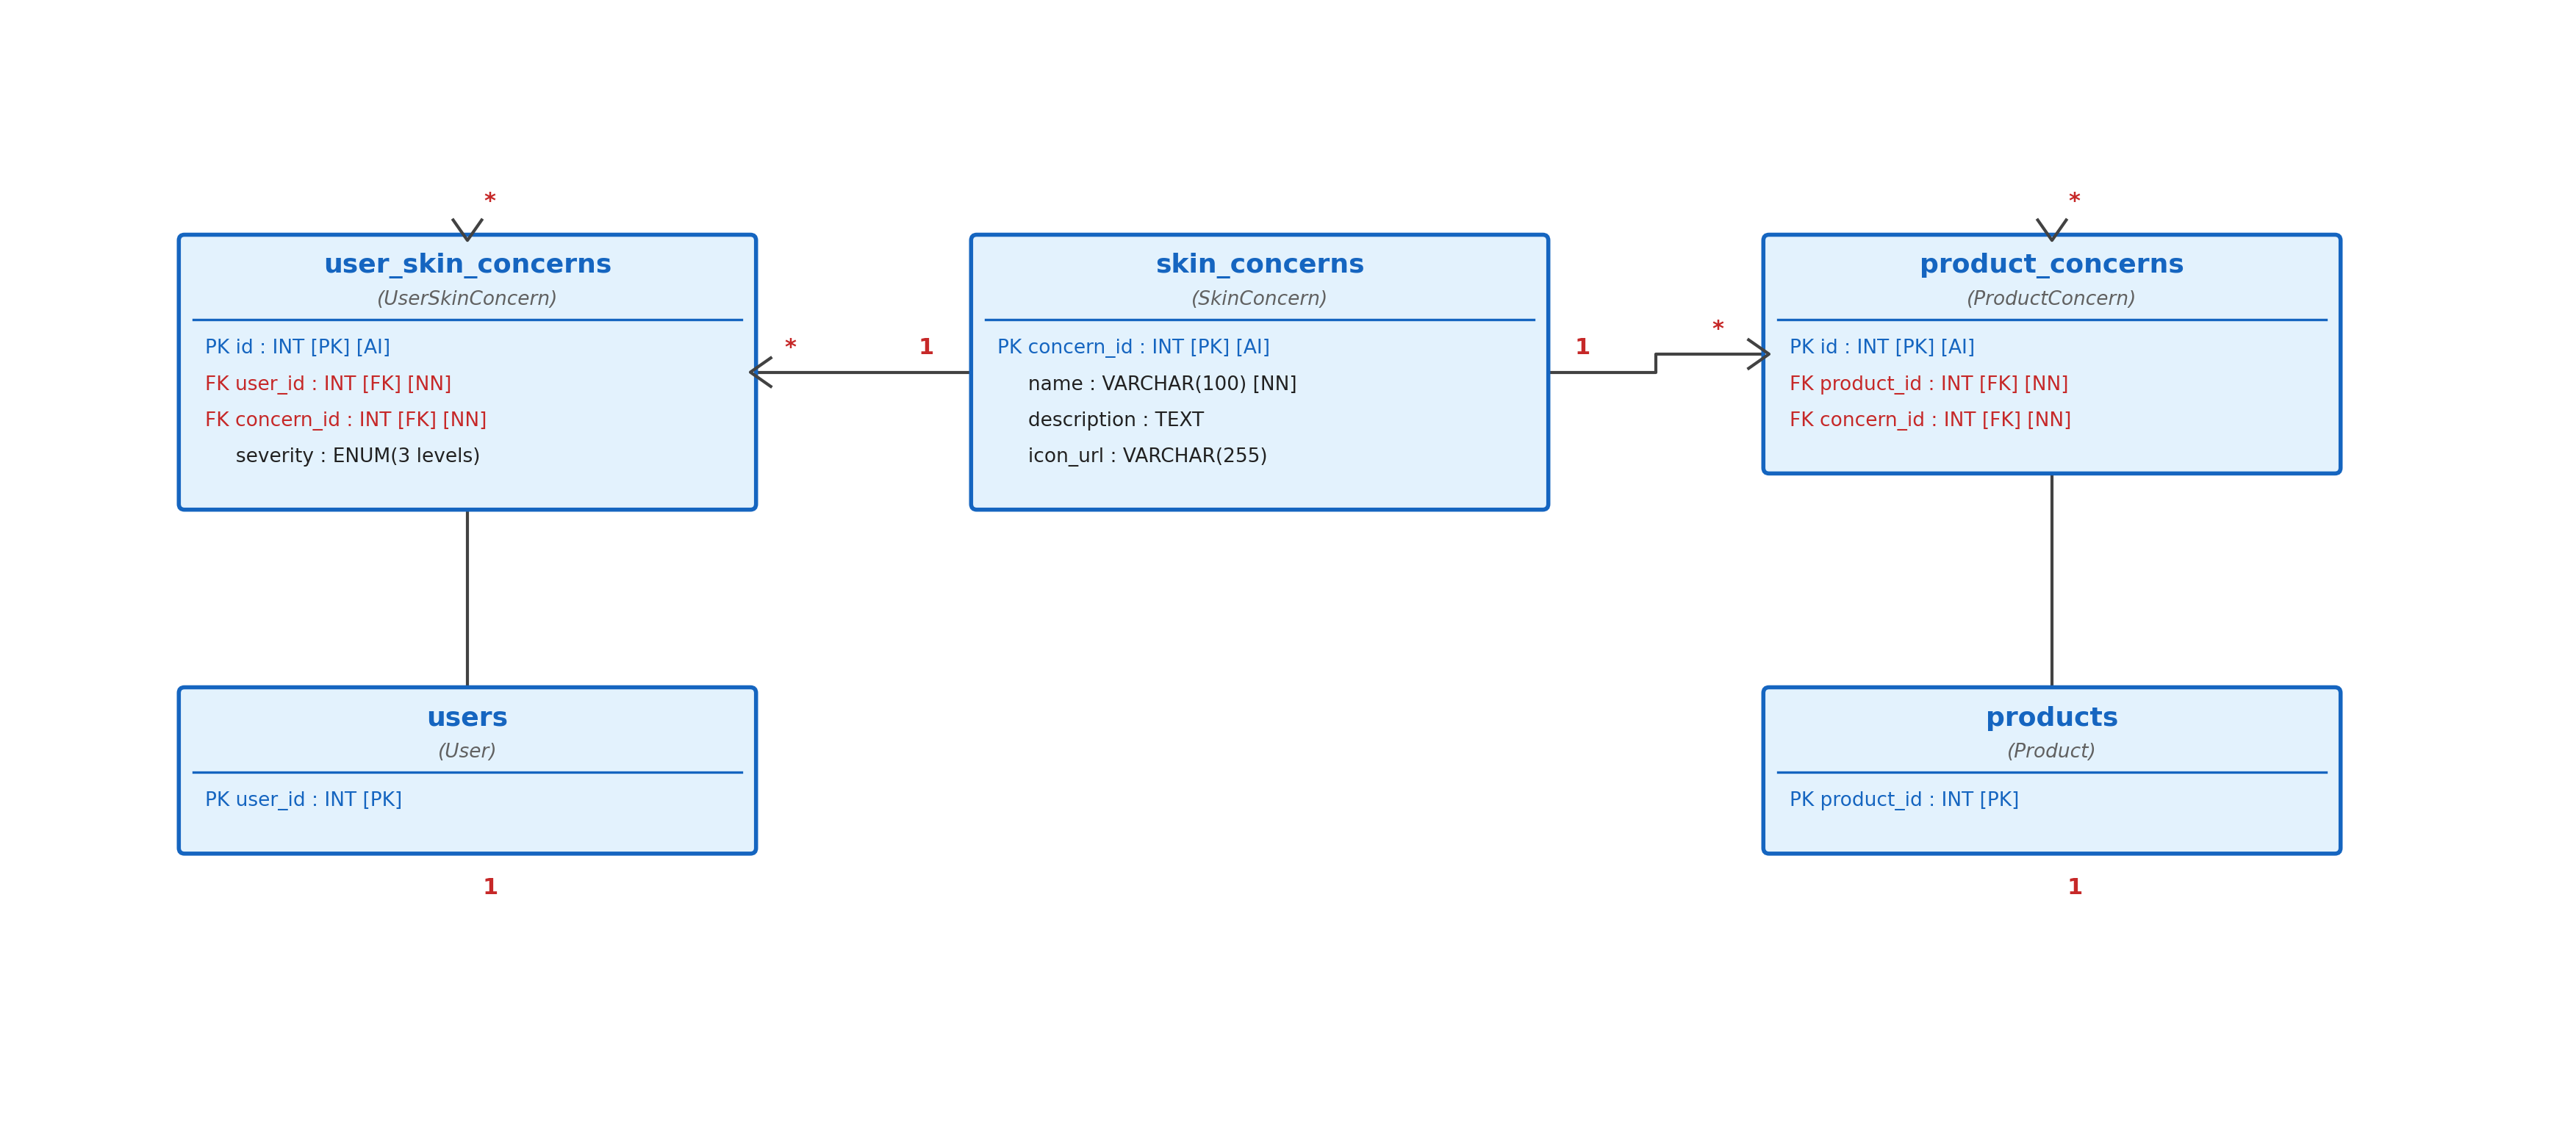 *
user_skin_concerns
(UserSkinConcern)
PK id : INT [PK] [AI]
FK user_id : INT [FK] [NN]
FK concern_id : INT [FK] [NN]
severity : ENUM(3 levels)
*
1
skin_concerns
(SkinConcern)
PK concern_id : INT [PK] [AI]
name : VARCHAR(100) [NN]
description : TEXT
icon_url : VARCHAR(255)
1
*
*
product_concerns
(ProductConcern)
PK id : INT [PK] [AI]
FK product_id : INT [FK] [NN]
FK concern_id : INT [FK] [NN]
users
(User)
PK user_id : INT [PK]
1
products
(Product)
PK product_id : INT [PK]
1